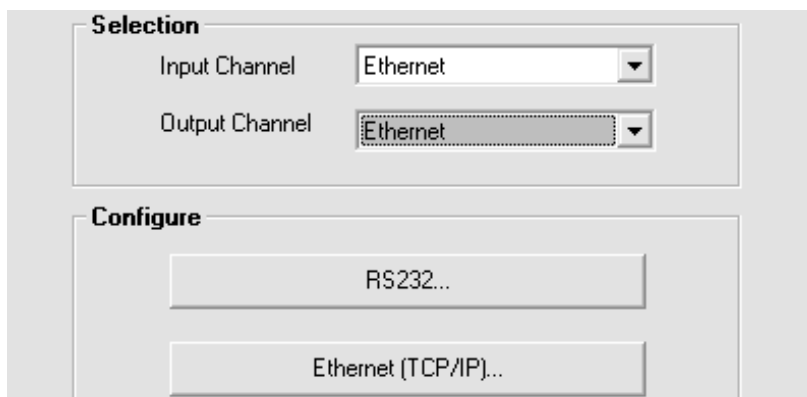 Selection
Input Channel Ethernet
Output Channel Ethernet
Configure
RS232...
Ethernet (TCP/IP)...